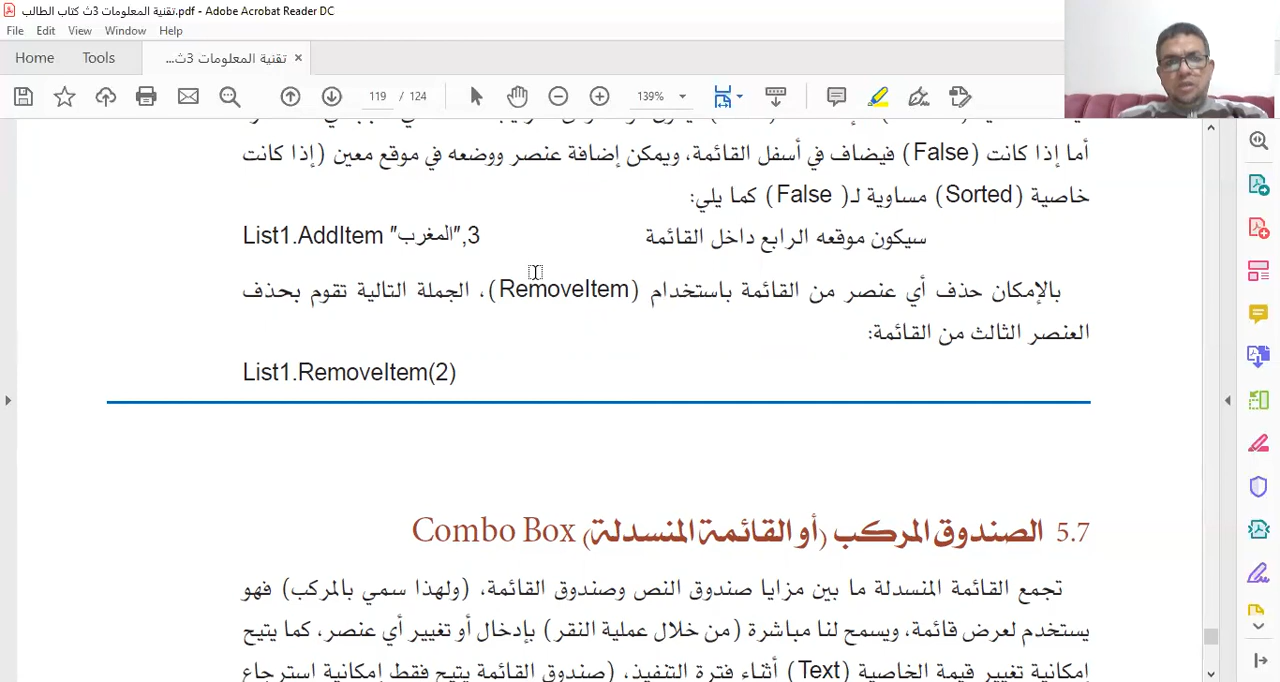 تقنية المعلومات 3ث كتاب الطالب.pdf - Adobe Acrobat Reader DC
File Edit View Window Help
Home Tools تقنية المعلومات 3ث... ×
119 / 124 139%
أما إذا كانت (False) فيضاف في أسفل القائمة، ويمكن إضافة عنصر ووضعه في موقع معين (إذا كانت
خاصية (Sorted) مساوية لـ( False) كما يلي:
سيكون موقعه الرابع داخل القائمة List1.AddItem "المغرب",3
بالإمكان حذف أي عنصر من القائمة باستخدام (RemoveItem)، الجملة التالية تقوم بحذف
العنصر الثالث من القائمة:
List1.RemoveItem(2)
5.7 الصندوق المركب (أو القائمة المنسدلة) Combo Box
تجمع القائمة المنسدلة ما بين مزايا صندوق النص وصندوق القائمة، (ولهذا سمي بالمركب) فهو
يستخدم لعرض قائمة، ويسمح لنا مباشرة (من خلال عملية النقر) بإدخال أو تغيير أي عنصر، كما يتيح
إمكانية تغيير قيمة الخاصية (Text) أثناء فترة التنفيذ، (صندوق القائمة يتيح فقط إمكانية استرجاع